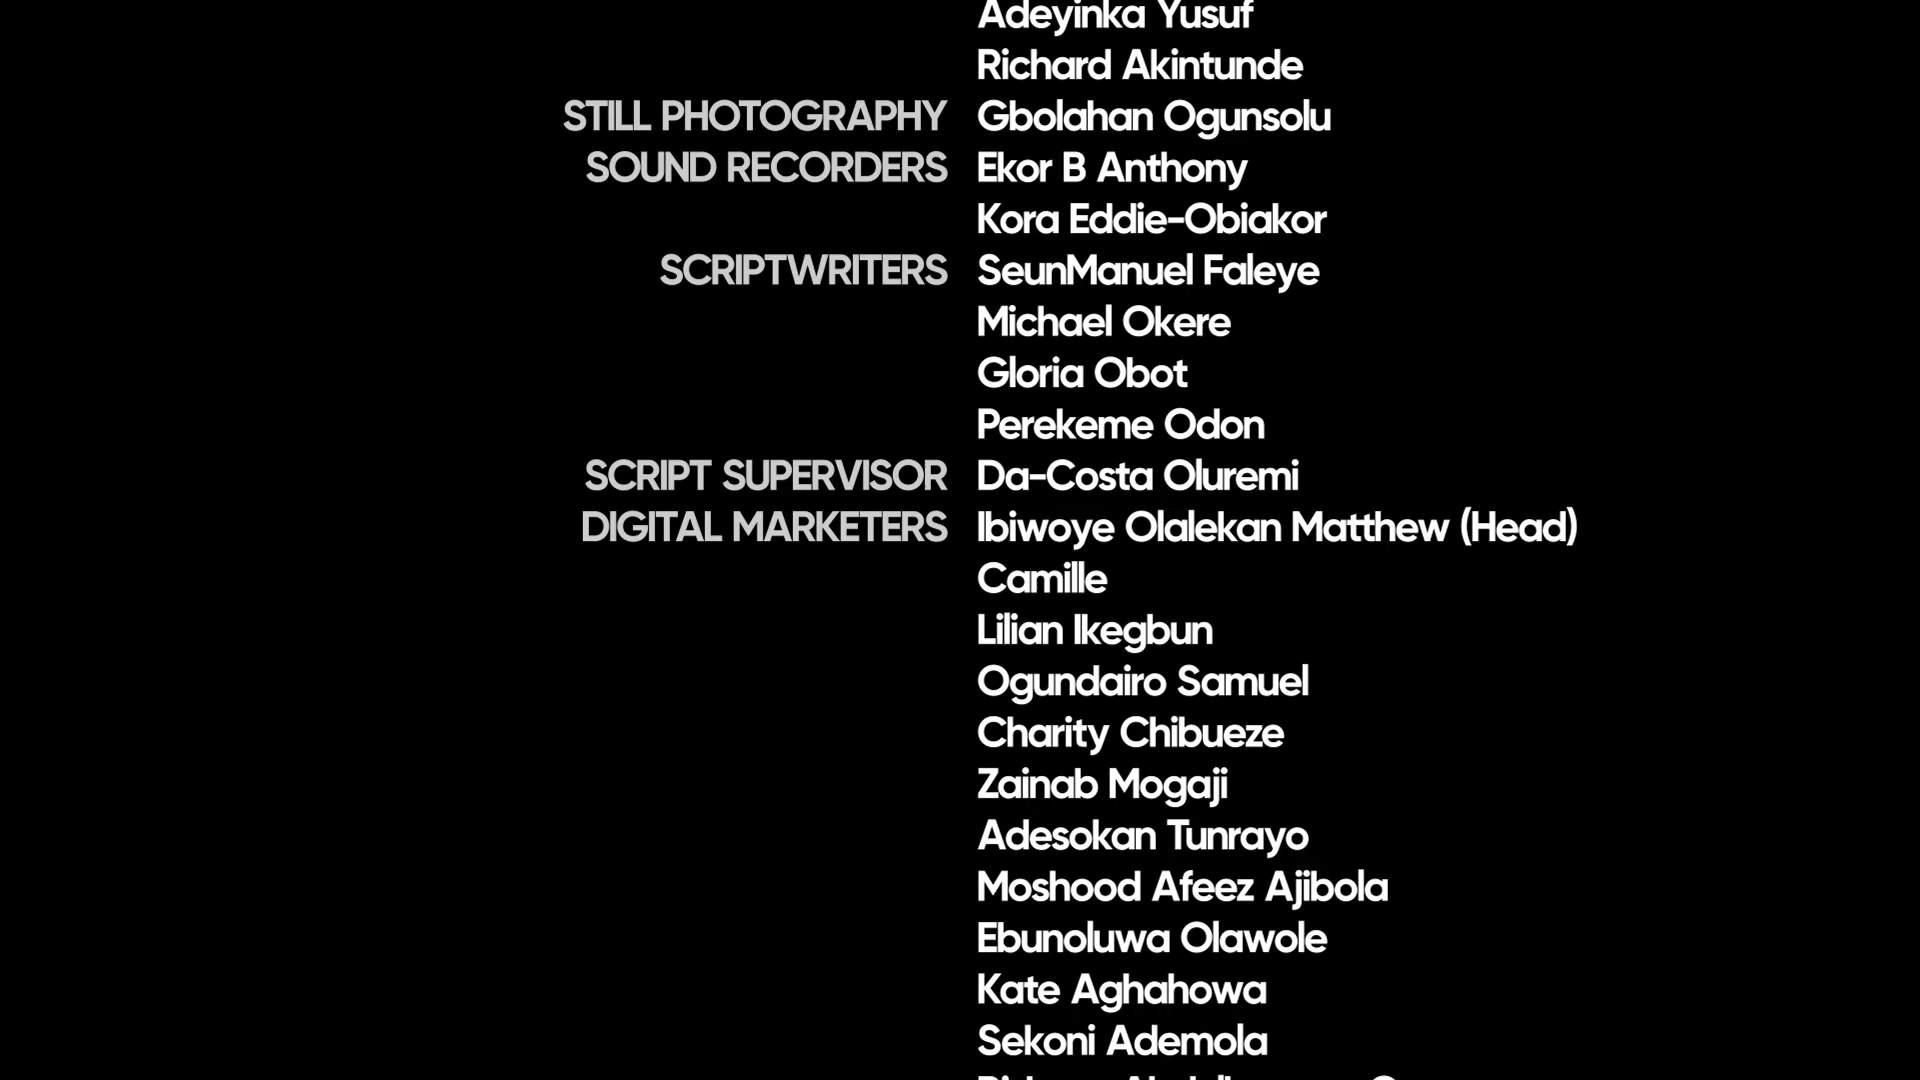 Adeyinka Yusuf
Richard Akintunde
STILL PHOTOGRAPHY Gbolahan Ogunsolu
SOUND RECORDERS Ekor B Anthony
Kora Eddie-Obiakor
SCRIPTWRITERS SeunManuel Faleye
Michael Okere
Gloria Obot
Perekeme Odon
SCRIPT SUPERVISOR Da-Costa Oluremi
DIGITAL MARKETERS Ibiwoye Olalekan Matthew (Head)
Camille
Lilian Ikegbun
Ogundairo Samuel
Charity Chibueze
Zainab Mogaji
Adesokan Tunrayo
Moshood Afeez Ajibola
Ebunoluwa Olawole
Kate Aghahowa
Sekoni Ademola